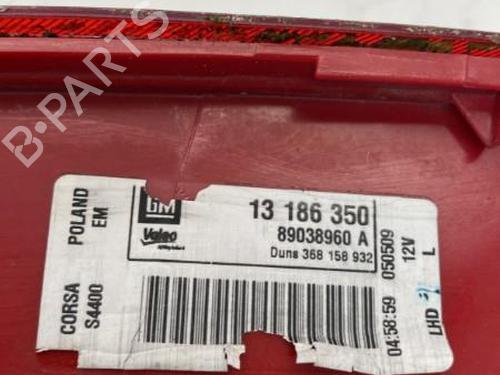 B-PARTS
POLAND
EM
CORSA
S4400
GM
Valeo
13 186 350
89038960 A
Duns 368 158 932
04:58:59 050509
12V
LHD
L